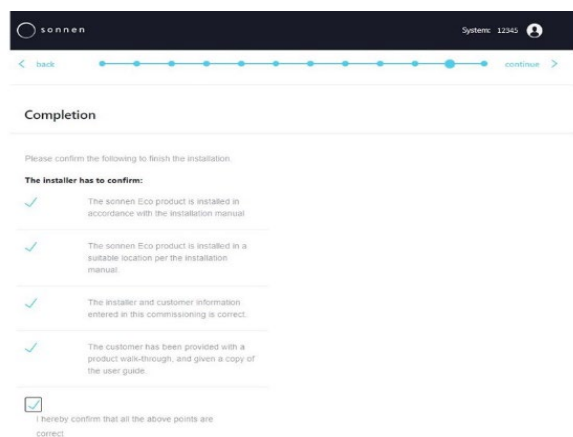 sonnen
System: 12345
back
continue
Completion
Please confirm the following to finish the installation.
The installer has to confirm:
The sonnen Eco product is installed in
accordance with the installation manual
The sonnen Eco product is installed in a
suitable location per the installation
manual.
The installer and customer information
entered in this commissioning is correct.
The customer has been provided with a
product walk-through, and given a copy of
the user guide.
I hereby confirm that all the above points are
correct